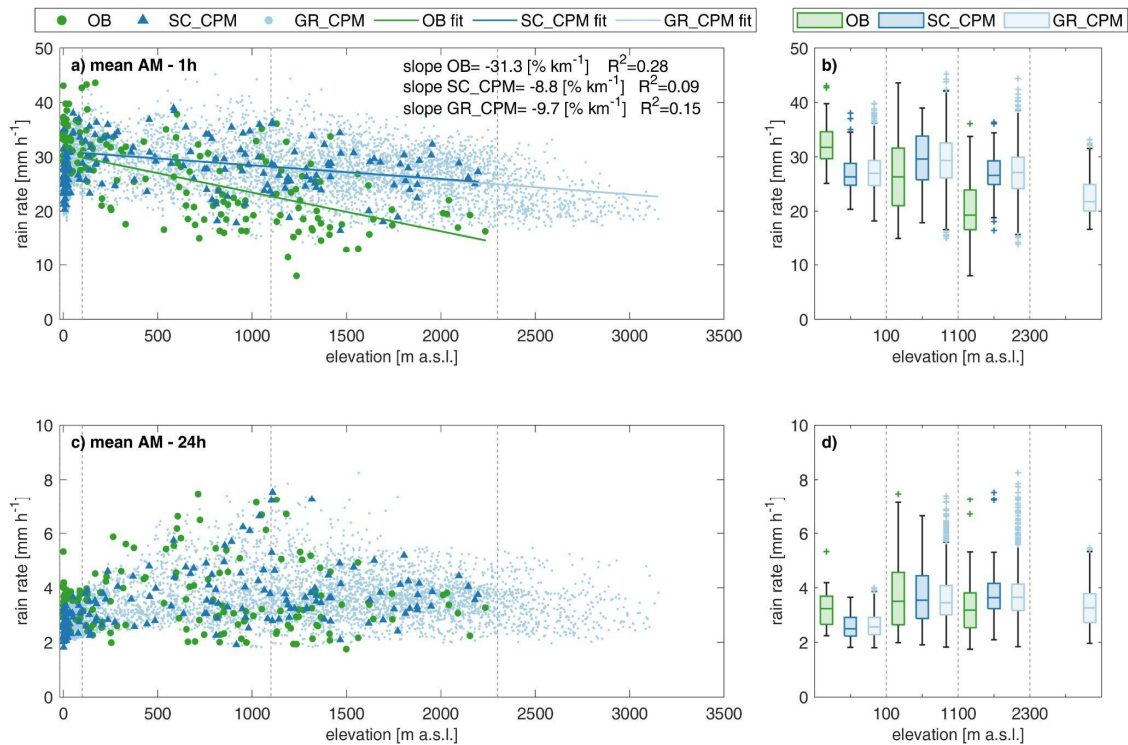 OB SC_CPM GR_CPM OB fit SC_CPM fit GR_CPM fit
OB SC_CPM GR_CPM
a) mean AM - 1h
slope OB= -31.3 [% km⁻¹] R²=0.28
slope SC_CPM= -8.8 [% km⁻¹] R²=0.09
slope GR_CPM= -9.7 [% km⁻¹] R²=0.15
50
40
30
20
10
0
rain rate [mm h⁻¹]
0 500 1000 1500 2000 2500 3000 3500
elevation [m a.s.l.]
b)
50
40
30
20
10
0
rain rate [mm h⁻¹]
100 1100 2300
elevation [m a.s.l.]
c) mean AM - 24h
10
8
6
4
2
0
rain rate [mm h⁻¹]
0 500 1000 1500 2000 2500 3000 3500
elevation [m a.s.l.]
d)
10
8
6
4
2
0
rain rate [mm h⁻¹]
100 1100 2300
elevation [m a.s.l.]